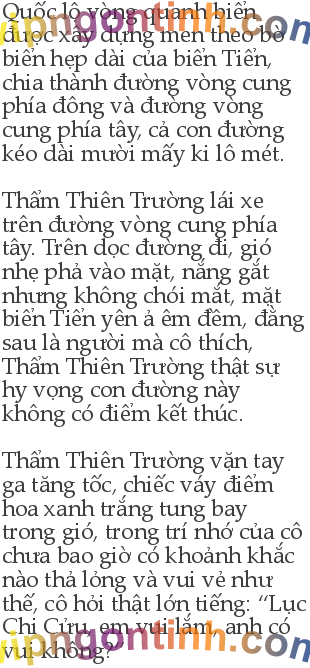 Quốc lộ vòng quanh biển
được xây dựng men theo bờ
biển hẹp dài của biển Tiển,
chia thành đường vòng cung
phía đông và đường vòng
cung phía tây, cả con đường
kéo dài mười mấy ki lô mét.
Thẩm Thiên Trường lái xe
trên đường vòng cung phía
tây. Trên dọc đường đi, gió
nhẹ phả vào mặt, nắng gắt
nhưng không chói mắt, mặt
biển Tiển yên ả êm đềm, đằng
sau là người mà cô thích,
Thẩm Thiên Trường thật sự
hy vọng con đường này
không có điểm kết thúc.
Thẩm Thiên Trường vặn tay
ga tăng tốc, chiếc váy điểm
hoa xanh trắng tung bay
trong gió, trong trí nhớ của cô
chưa bao giờ có khoảnh khắc
nào thả lỏng và vui vẻ như
thế, cô hỏi thật lớn tiếng: “Lục
Chi Cửu, em vui lắm, anh có
vui không?”
vipngontinh.com
vipngontinh.com